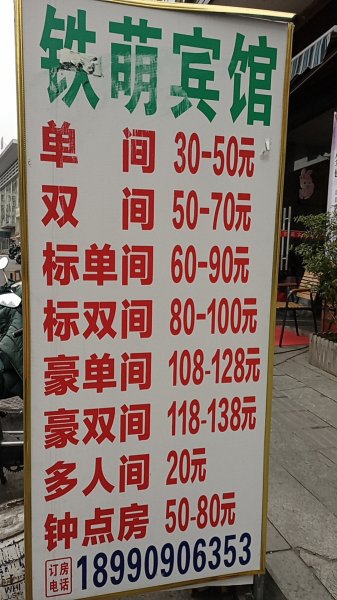 铁萌宾馆
单间 30-50元
双间 50-70元
标单间 60-90元
标双间 80-100元
豪单间 108-128元
豪双间 118-138元
多人间 20元
钟点房 50-80元
订房电话 18990906353